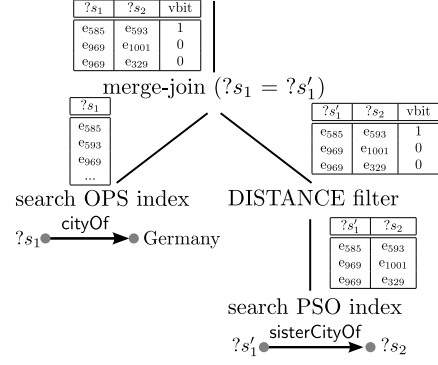 ?s₁ ?s₂ vbit
e₅₈₅ e₅₉₃ 1
e₉₆₉ e₁₀₀₁ 0
e₉₆₉ e₃₂₉ 0
merge-join (?s₁ = ?s′₁)
?s₁
e₅₈₅
e₅₉₃
e₉₆₉
...
?s′₁ ?s₂ vbit
e₅₈₅ e₅₉₃ 1
e₉₆₉ e₁₀₀₁ 0
e₉₆₉ e₃₂₉ 0
search OPS index
cityOf
?s₁ Germany
DISTANCE filter
?s′₁ ?s₂
e₅₈₅ e₅₉₃
e₉₆₉ e₁₀₀₁
e₉₆₉ e₃₂₉
search PSO index
sisterCityOf
?s′₁ ?s₂